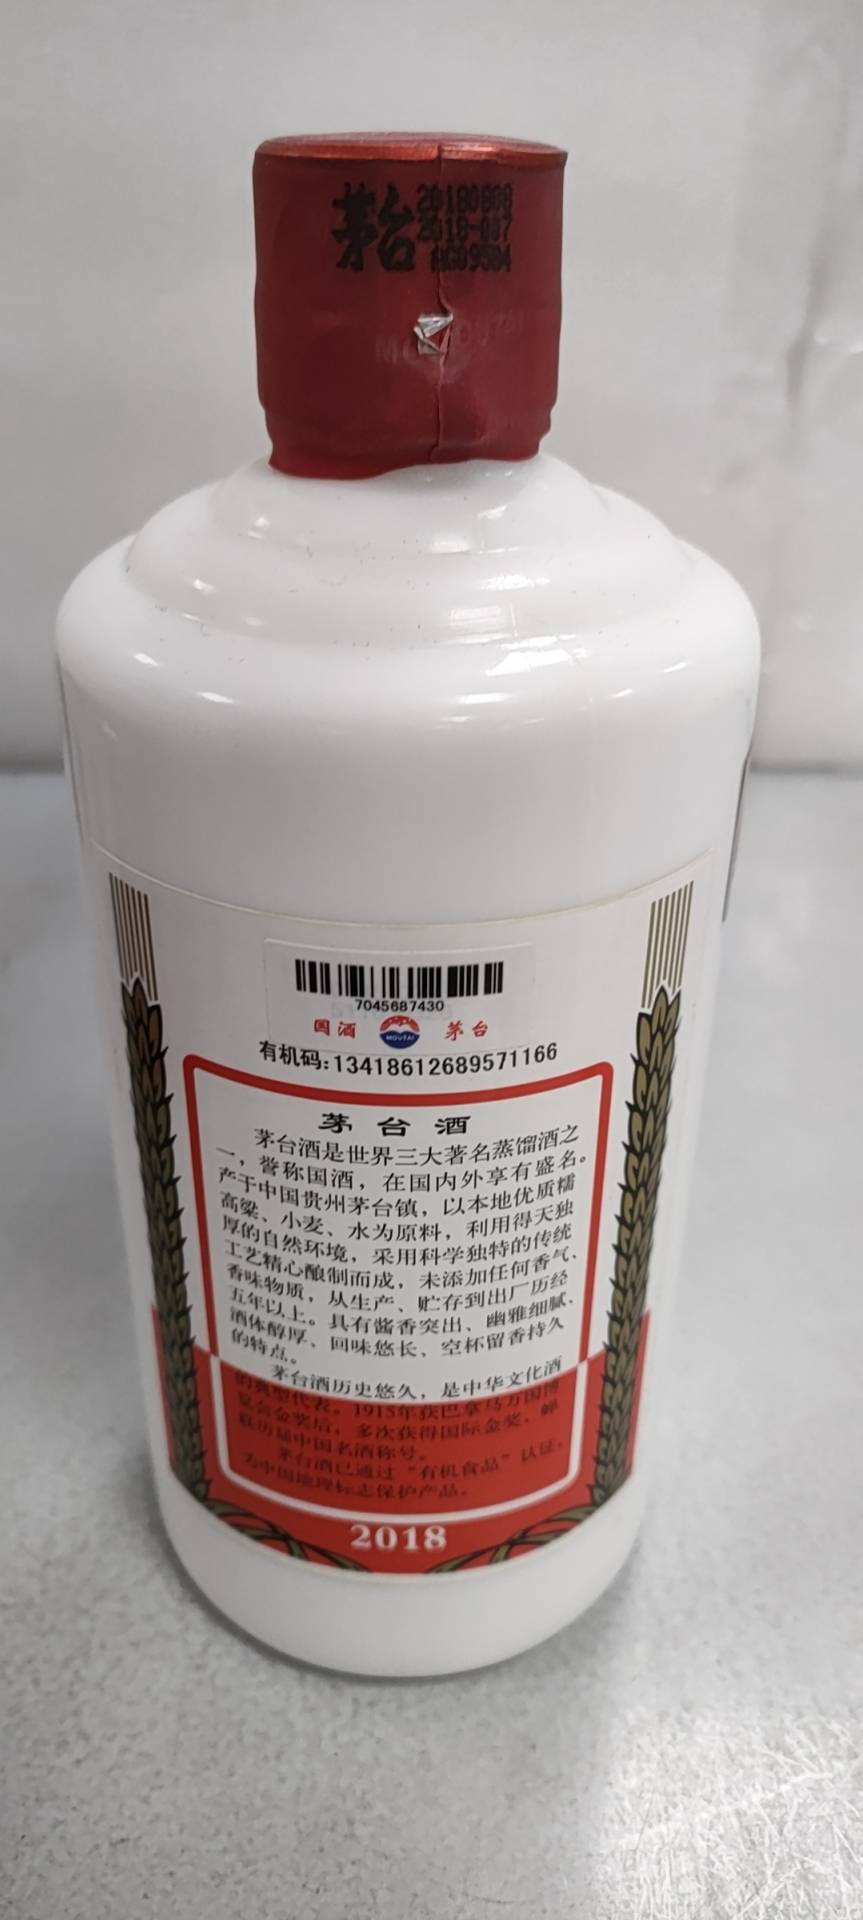 茅台
20180808
2018-007
AG09504
7045687430
国酒 MOUTAI 茅台
有机码:13418612689571166
茅台酒
茅台酒是世界三大著名蒸馏酒之
一,誉称国酒,在国内外享有盛名。
产于中国贵州茅台镇,以本地优质糯
高粱、小麦、水为原料,利用得天独
厚的自然环境,采用科学独特的传统
工艺精心酿制而成,未添加任何香气、
香味物质,从生产、贮存到出厂历经
五年以上。具有酱香突出、幽雅细腻、
酒体醇厚、回味悠长、空杯留香持久
的特点。
茅台酒历史悠久,是中华文化酒
的典型代表。1915年获巴拿马万国博
览会金奖后,多次获得国际金奖,蝉
联历届中国名酒称号。
茅台酒已通过“有机食品”认证,
为中国地理标志保护产品。
2018